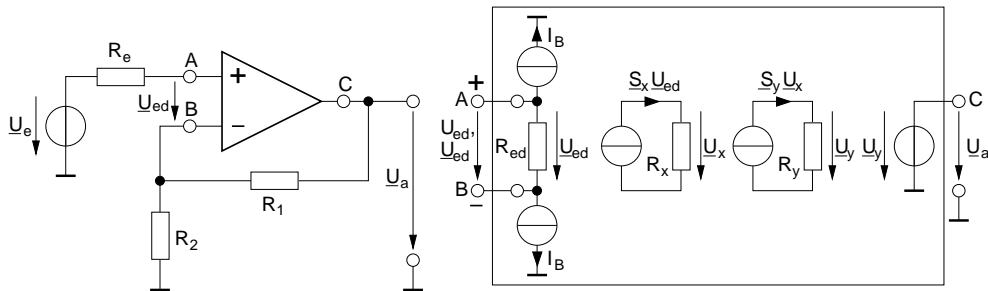 R_e
A
+
U_ed
B
−
C
U_e
R_1
U_a
R_2
I_B
+
A
U_ed,
U_ed
B
−
R_ed
U_ed
S_x U_ed
R_x
U_x
S_y U_x
R_y
U_y
U_y
C
U_a
I_B